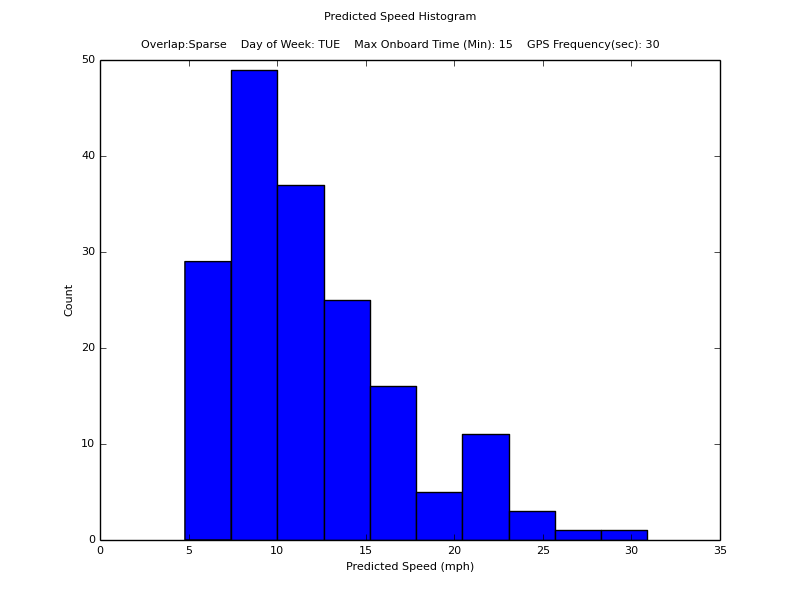 Predicted Speed Histogram
Overlap:Sparse    Day of Week: TUE    Max Onboard Time (Min): 15    GPS Frequency(sec): 30
50
40
30
20
10
0
Count
0 5 10 15 20 25 30 35
Predicted Speed (mph)